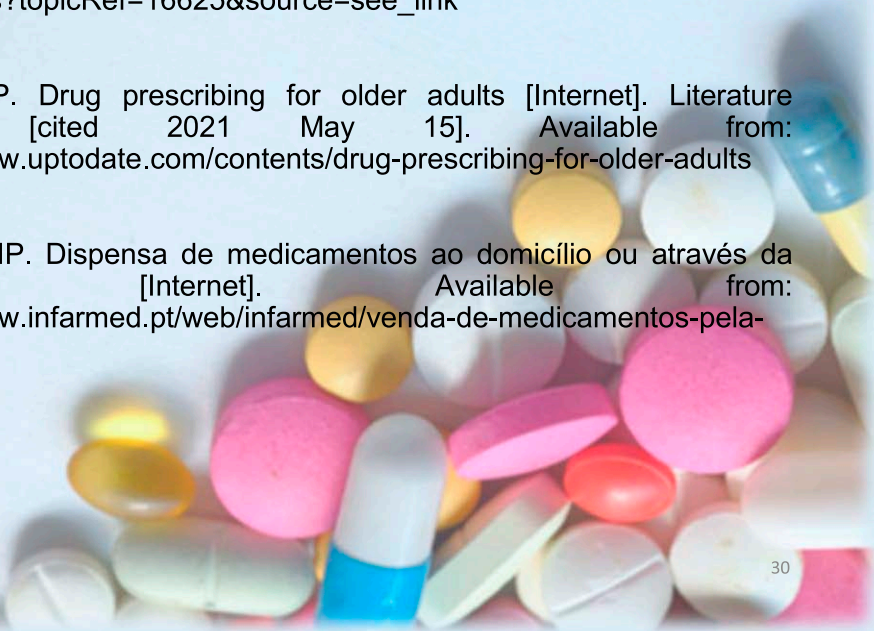 ?topicRef=16625&source=see_link
P. Drug prescribing for older adults [Internet]. Literature
[cited 2021 May 15]. Available from:
w.uptodate.com/contents/drug-prescribing-for-older-adults
IP. Dispensa de medicamentos ao domicílio ou através da
[Internet]. Available from:
w.infarmed.pt/web/infarmed/venda-de-medicamentos-pela-
30